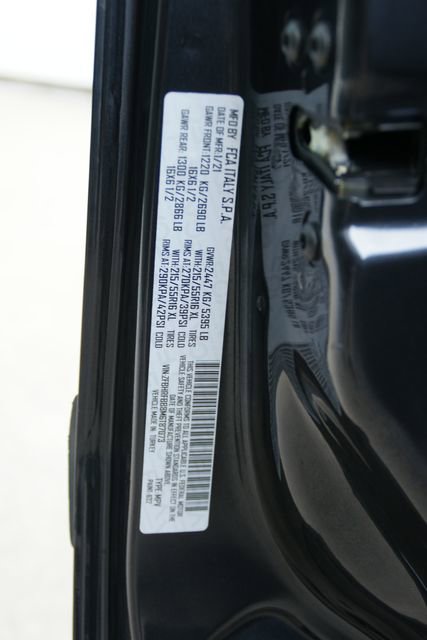 MFD BY FCA ITALY S.P.A.
DATE OF MFR:1/21 GVWR:2447 KG/5395 LB
GAWR FRONT:1220 KG/2690 LB WITH:215/55R16 XL TIRES
16X6 1/2 RIMS AT:270KPA/39PSI COLD
GAWR REAR: 1300 KG/2866 LB WITH:215/55R16 XL TIRES
16X6 1/2 RIMS AT:290KPA/42PSI COLD
THIS VEHICLE CONFORMS TO ALL
APPLICABLE U.S. FEDERAL MOTOR
VEHICLE SAFETY, BUMPER,
AND THEFT PREVENTION
STANDARDS IN EFFECT ON THE
DATE OF MANUFACTURE SHOWN ABOVE
VIN: TYPE: MPV
VEHICLE MADE IN: TURKEY PAINT: